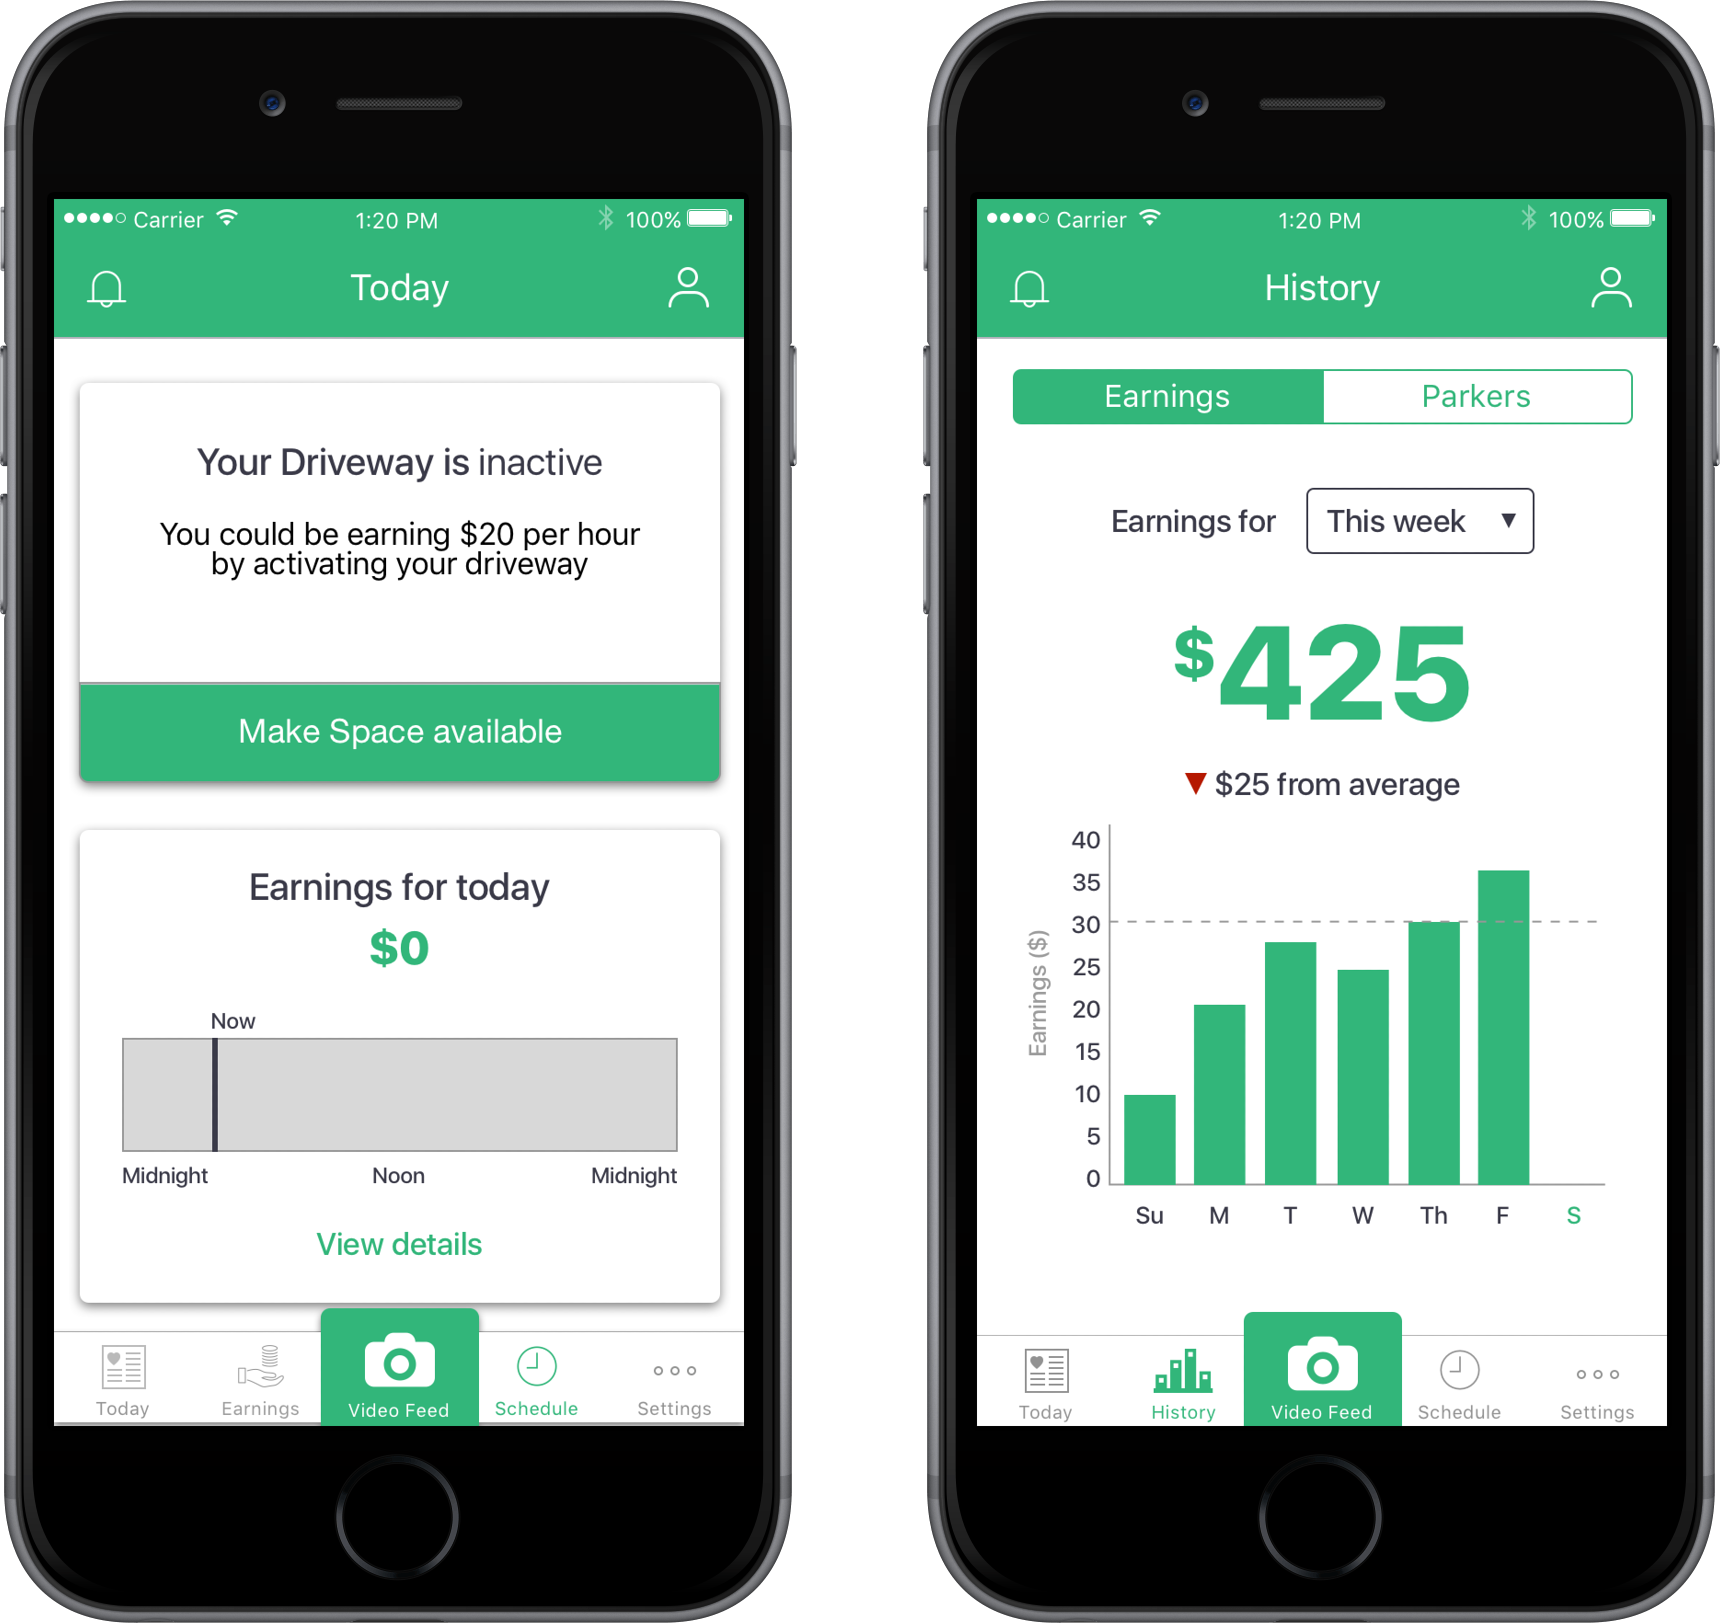 Carrier 1:20 PM 100%
Today
Your Driveway is inactive
You could be earning $20 per hour
by activating your driveway
Make Space available
Earnings for today
$0
Now
Midnight Noon Midnight
View details
Today Earnings Video Feed Schedule Settings
Carrier 1:20 PM 100%
History
Earnings Parkers
Earnings for This week
$425
$25 from average
Earnings ($)
40
35
30
25
20
15
10
5
0
Su M T W Th F S
Today History Video Feed Schedule Settings